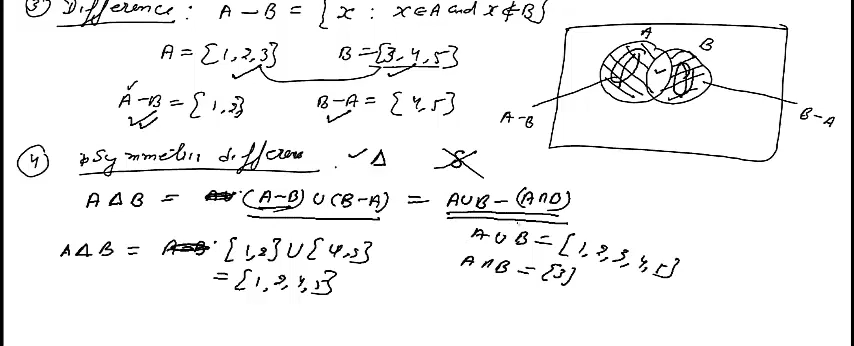 ③ Difference: A-B = {x : x∈A and x∉B}
A = {1,2,3} B = {3,4,5}
A-B = {1,2} B-A = {4,5}
A B
A-B B-A
④ Symmetric differen . ✓ Δ
A Δ B = (A-B) ∪ (B-A) = A∪B - (A∩B)
A Δ B = {1,2} ∪ {4,5}
= {1,2,4,5}
A ∪ B = {1,2,3,4,5}
A∩B = {3}